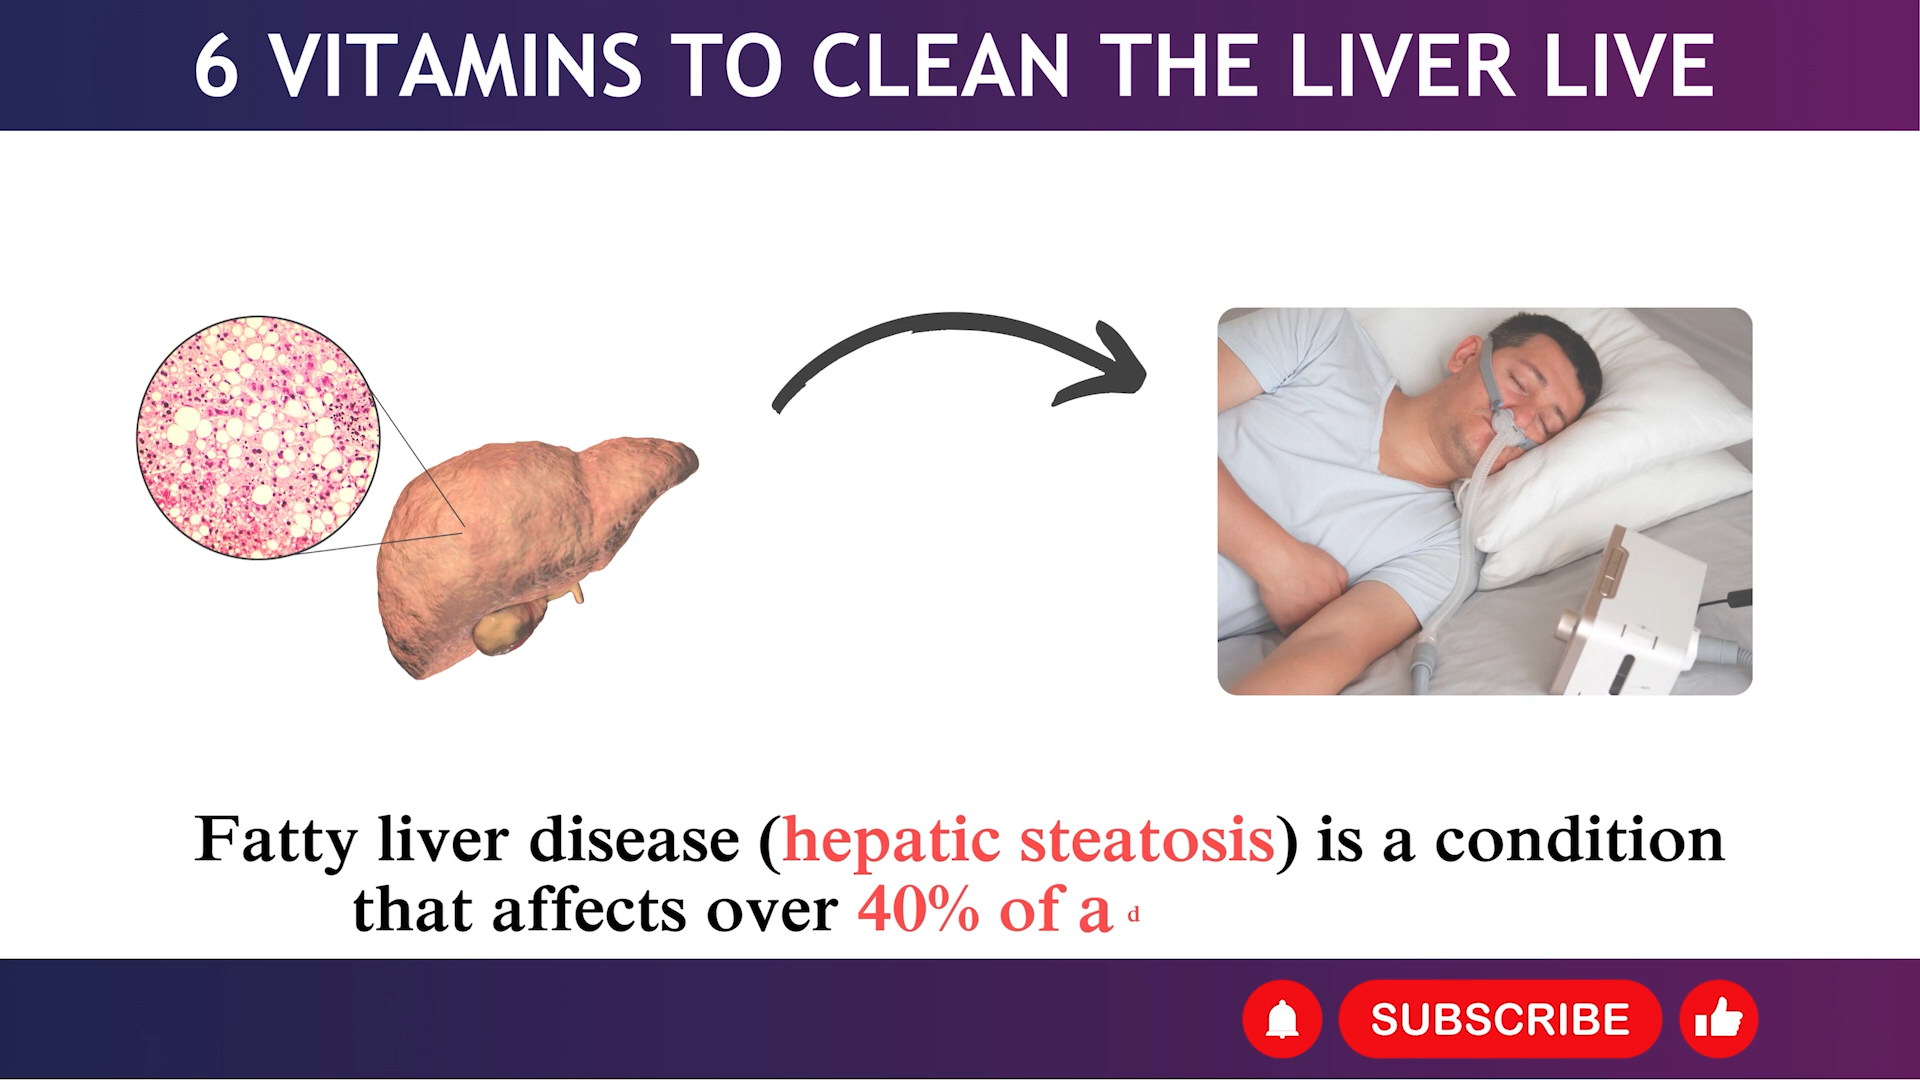 6 VITAMINS TO CLEAN THE LIVER LIVE
Fatty liver disease (hepatic steatosis) is a condition
that affects over 40% of a d
SUBSCRIBE